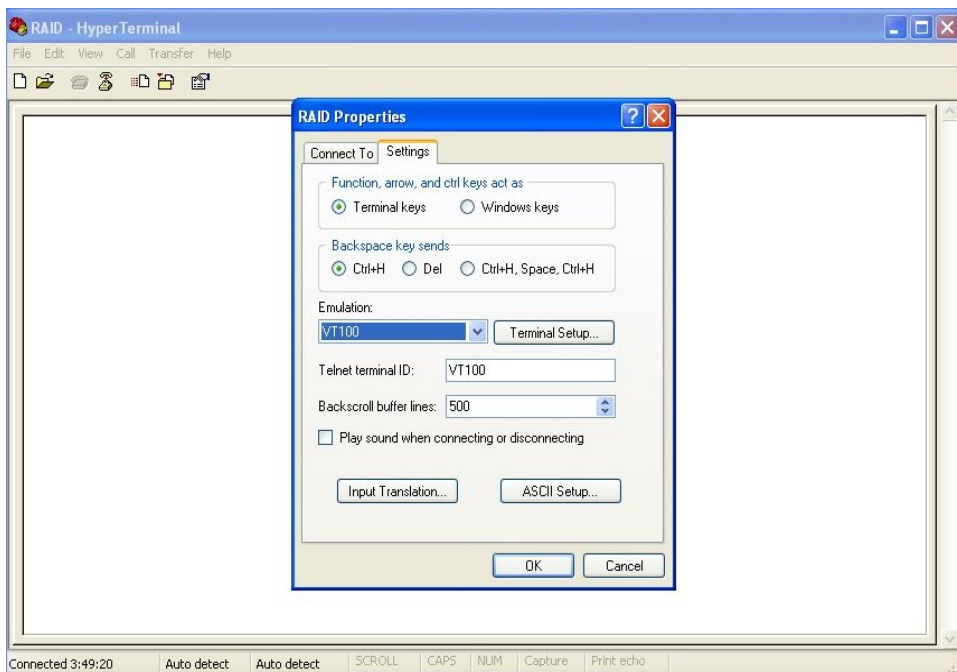 RAID - HyperTerminal
File Edit View Call Transfer Help
RAID Properties
Connect To Settings
Function, arrow, and ctrl keys act as
Terminal keys Windows keys
Backspace key sends
Ctrl+H Del Ctrl+H, Space, Ctrl+H
Emulation:
VT100 Terminal Setup...
Telnet terminal ID: VT100
Backscroll buffer lines: 500
Play sound when connecting or disconnecting
Input Translation... ASCII Setup...
OK Cancel
Connected 3:49:20 Auto detect Auto detect SCROLL CAPS NUM Capture Print echo